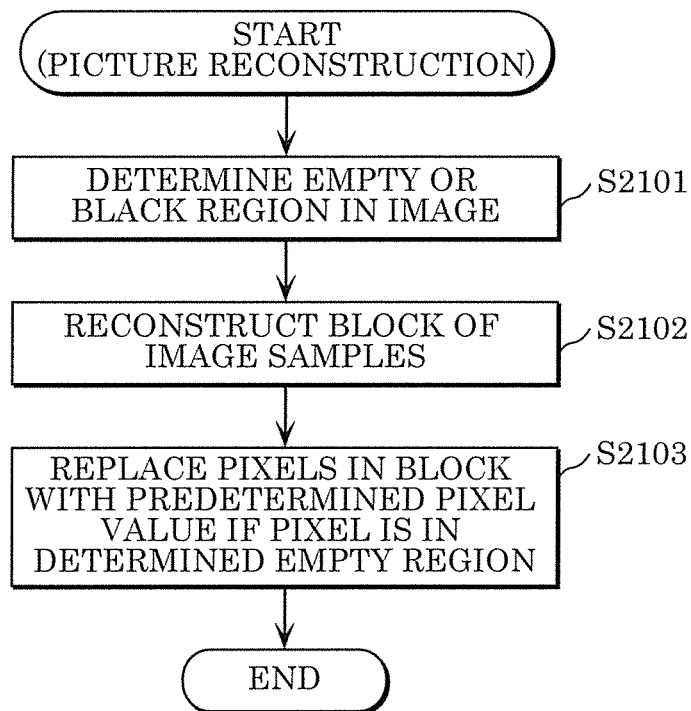 START
(PICTURE RECONSTRUCTION)
DETERMINE EMPTY OR
BLACK REGION IN IMAGE
S2101
RECONSTRUCT BLOCK OF
IMAGE SAMPLES
S2102
REPLACE PIXELS IN BLOCK
WITH PREDETERMINED PIXEL
VALUE IF PIXEL IS IN
DETERMINED EMPTY REGION
S2103
END